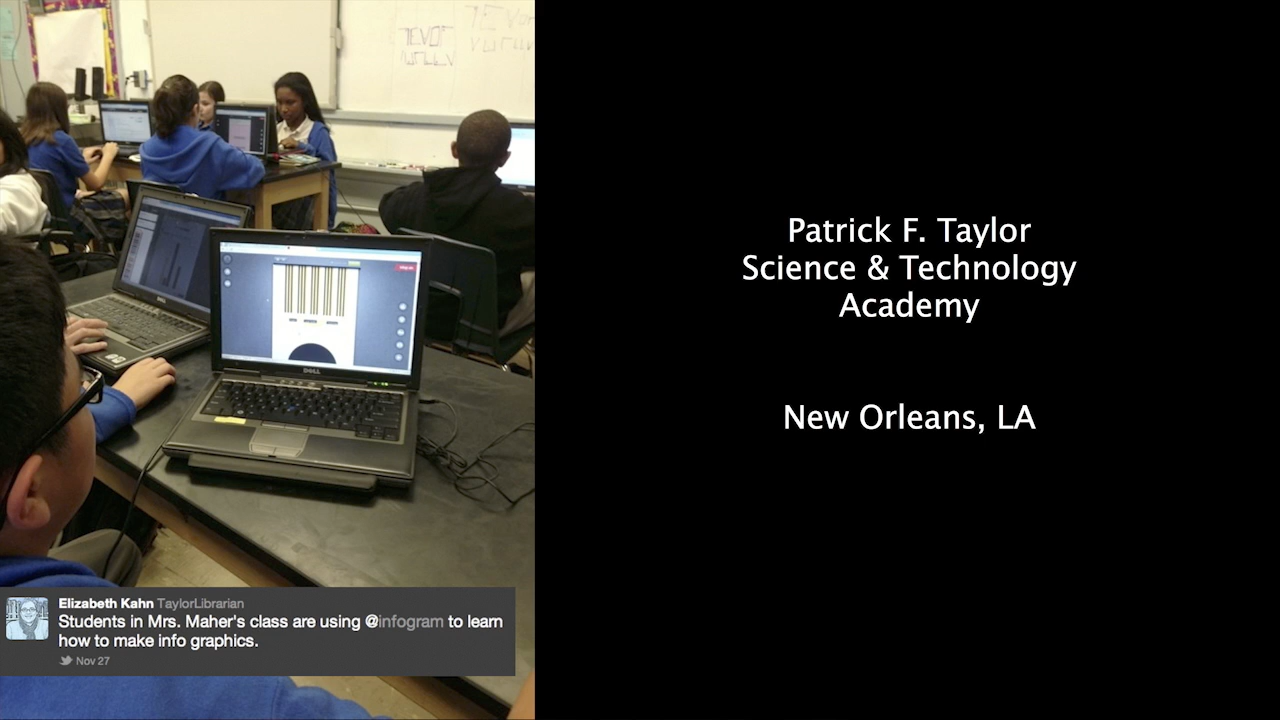 Patrick F. Taylor
Science & Technology
Academy
New Orleans, LA
DELL
Elizabeth Kahn TaylorLibrarian
Students in Mrs. Maher's class are using @infogram to learn
how to make info graphics.
Nov 27